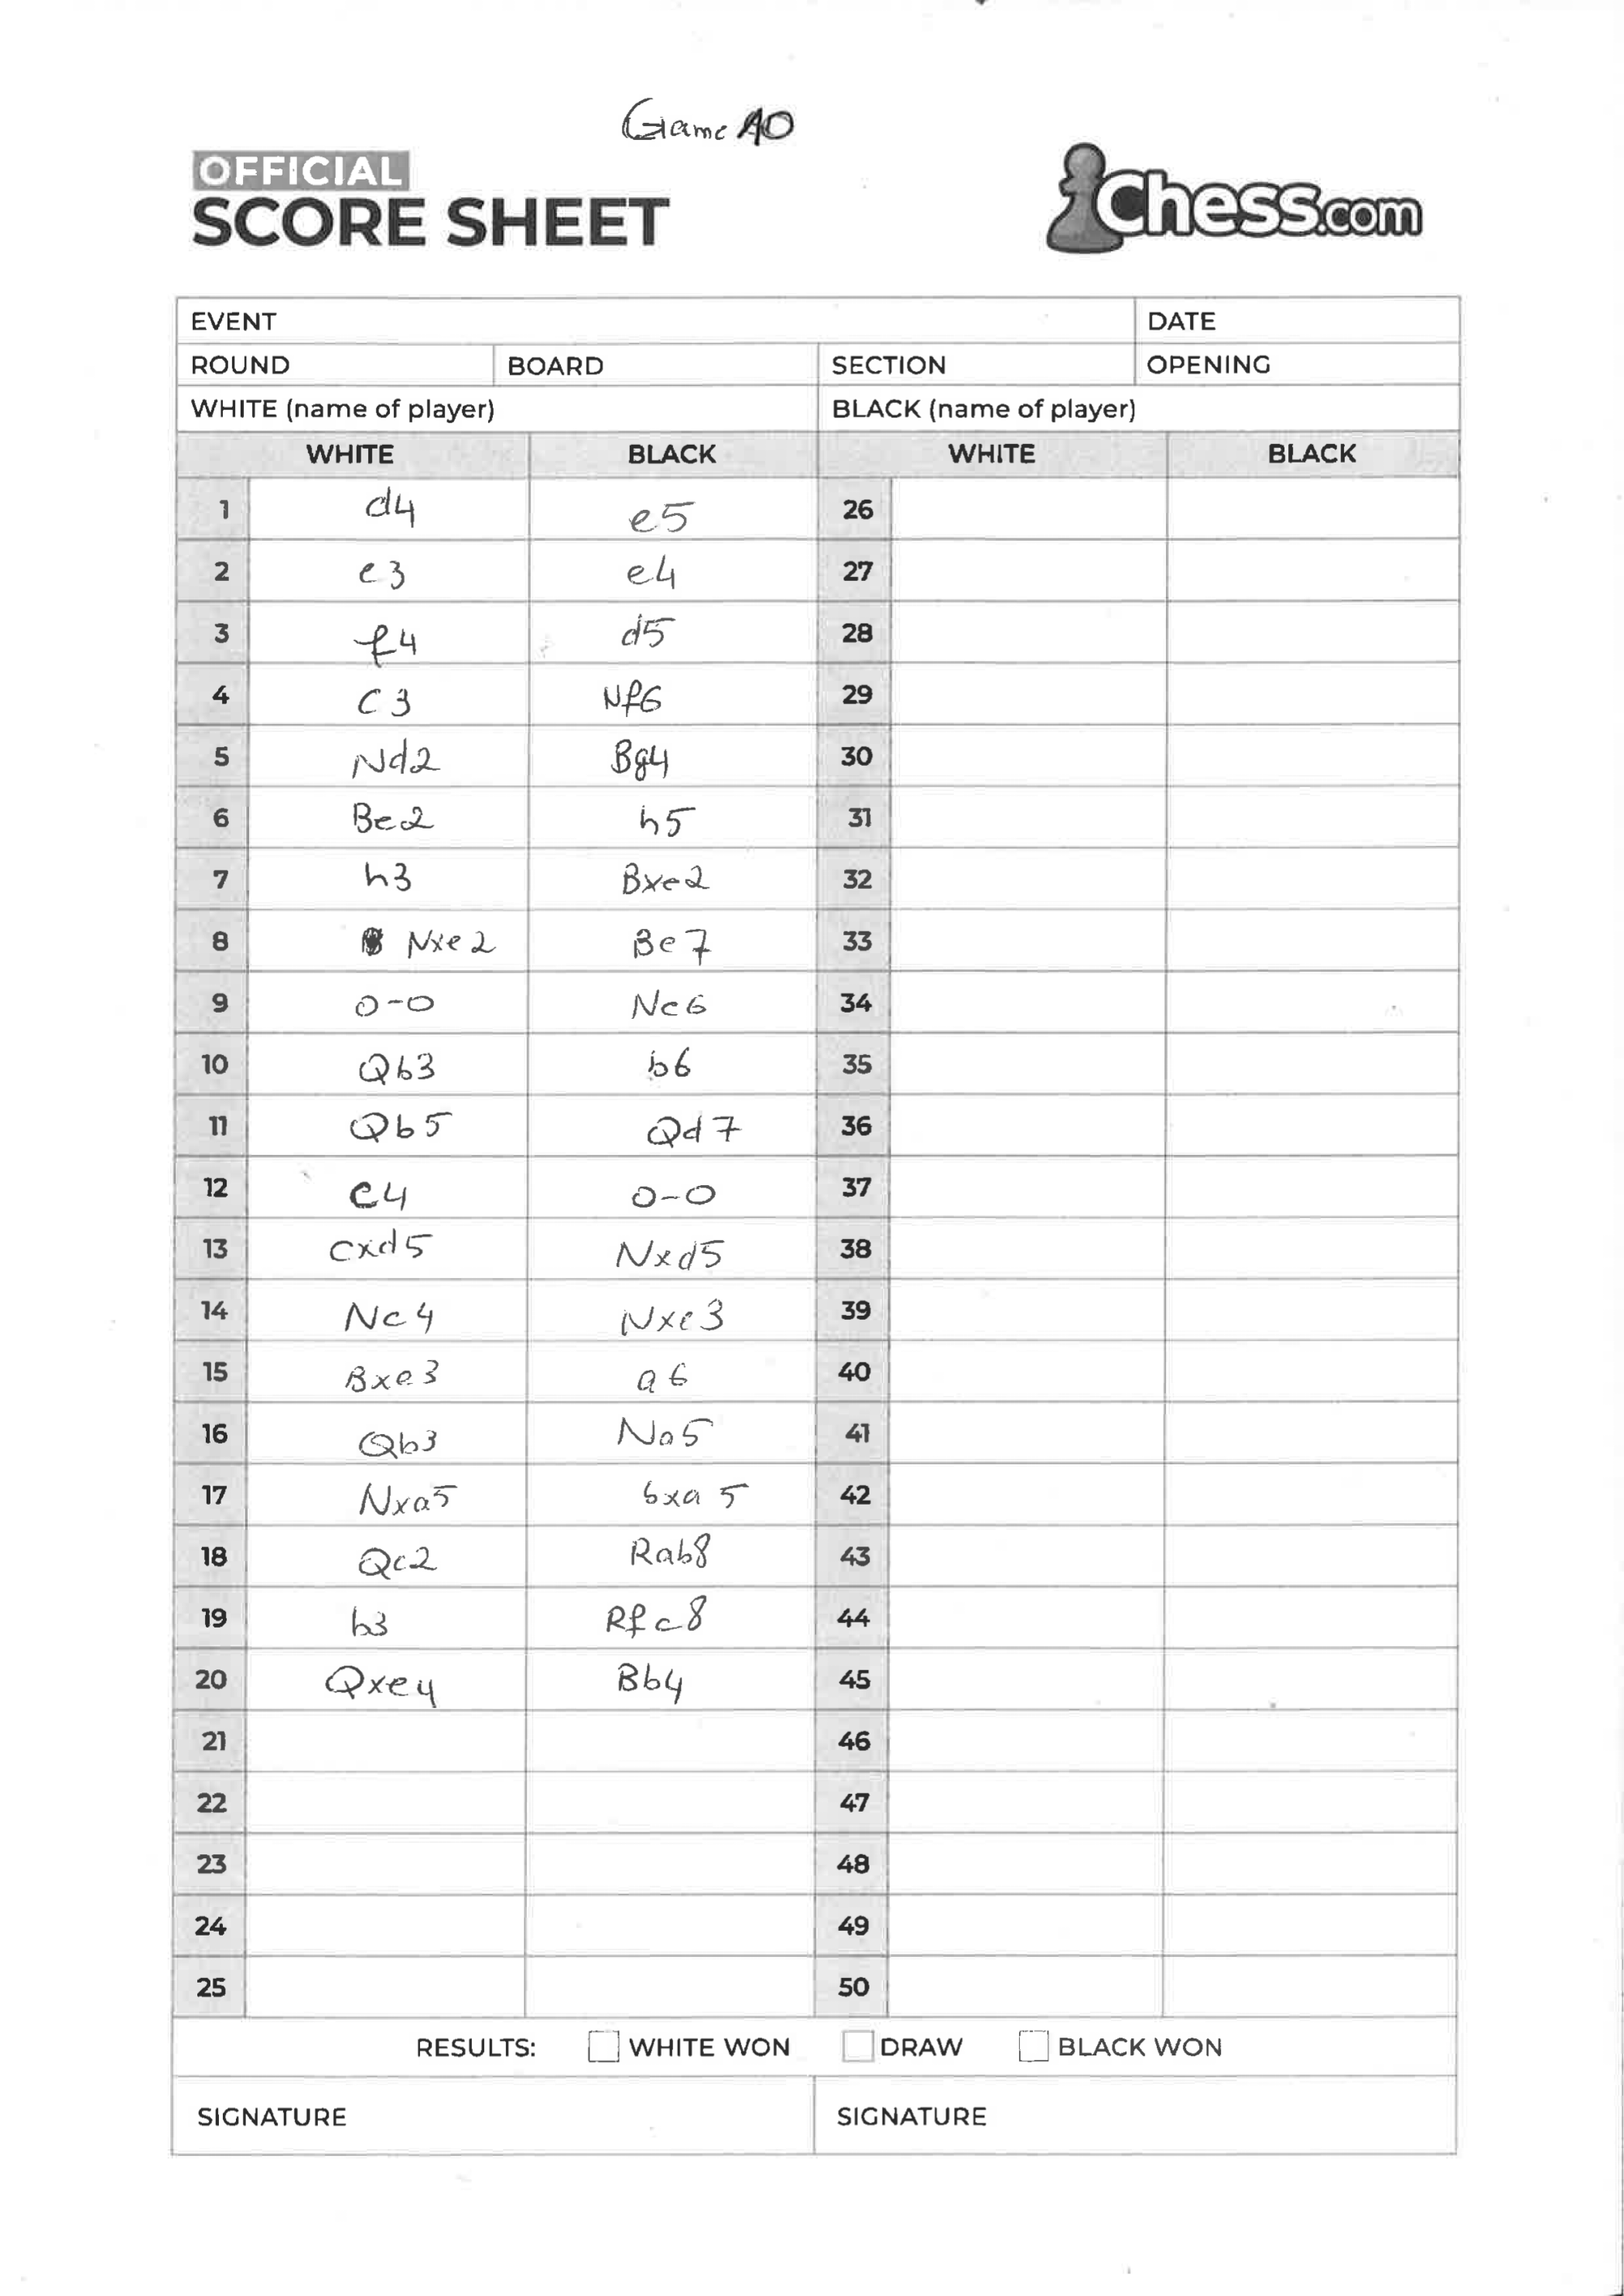 Game 10
OFFICIAL
SCORE SHEET
Chess.com
EVENT DATE
ROUND BOARD SECTION OPENING
WHITE (name of player) BLACK (name of player)
WHITE BLACK WHITE BLACK
1 d4 e5 26
2 e3 e4 27
3 f4 d5 28
4 c3 Nf6 29
5 Nd2 Bg4 30
6 Be2 h5 31
7 h3 Bxe2 32
8 Nxe2 Be7 33
9 0-0 Nc6 34
10 Qb3 b6 35
11 Qb5 Qd7 36
12 c4 0-0 37
13 cxd5 Nxd5 38
14 Nc4 Nxe3 39
15 Bxe3 a6 40
16 Qb3 Na5 41
17 Nxa5 bxa5 42
18 Qc2 Rab8 43
19 b3 Rfc8 44
20 Qxe4 Bb4 45
21 46
22 47
23 48
24 49
25 50
RESULTS: WHITE WON DRAW BLACK WON
SIGNATURE SIGNATURE